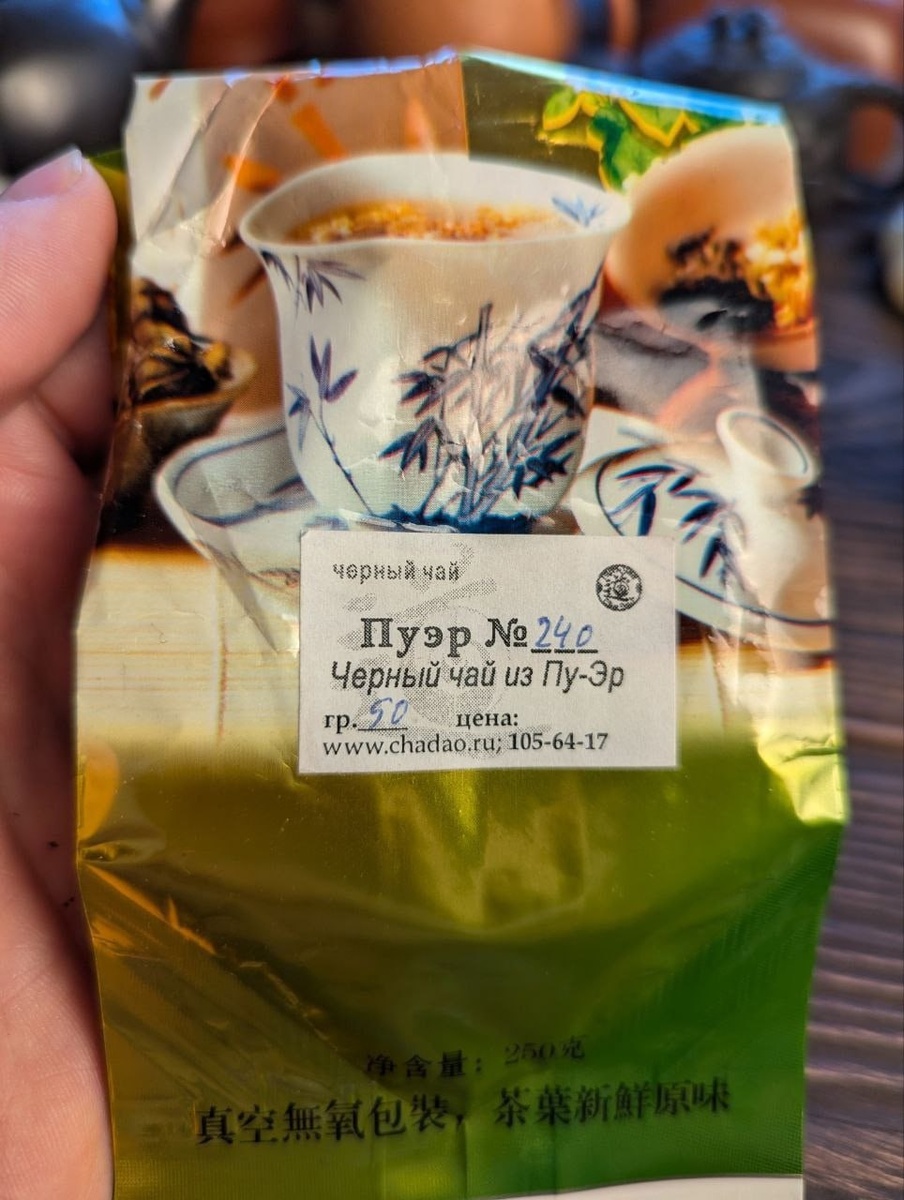 черный чай
Пуэр №240
Черный чай из Пу-Эр
гр. 50 цена:
www.chadao.ru; 105-64-17
净含量：250克
真空無氧包裝，茶葉新鮮原味